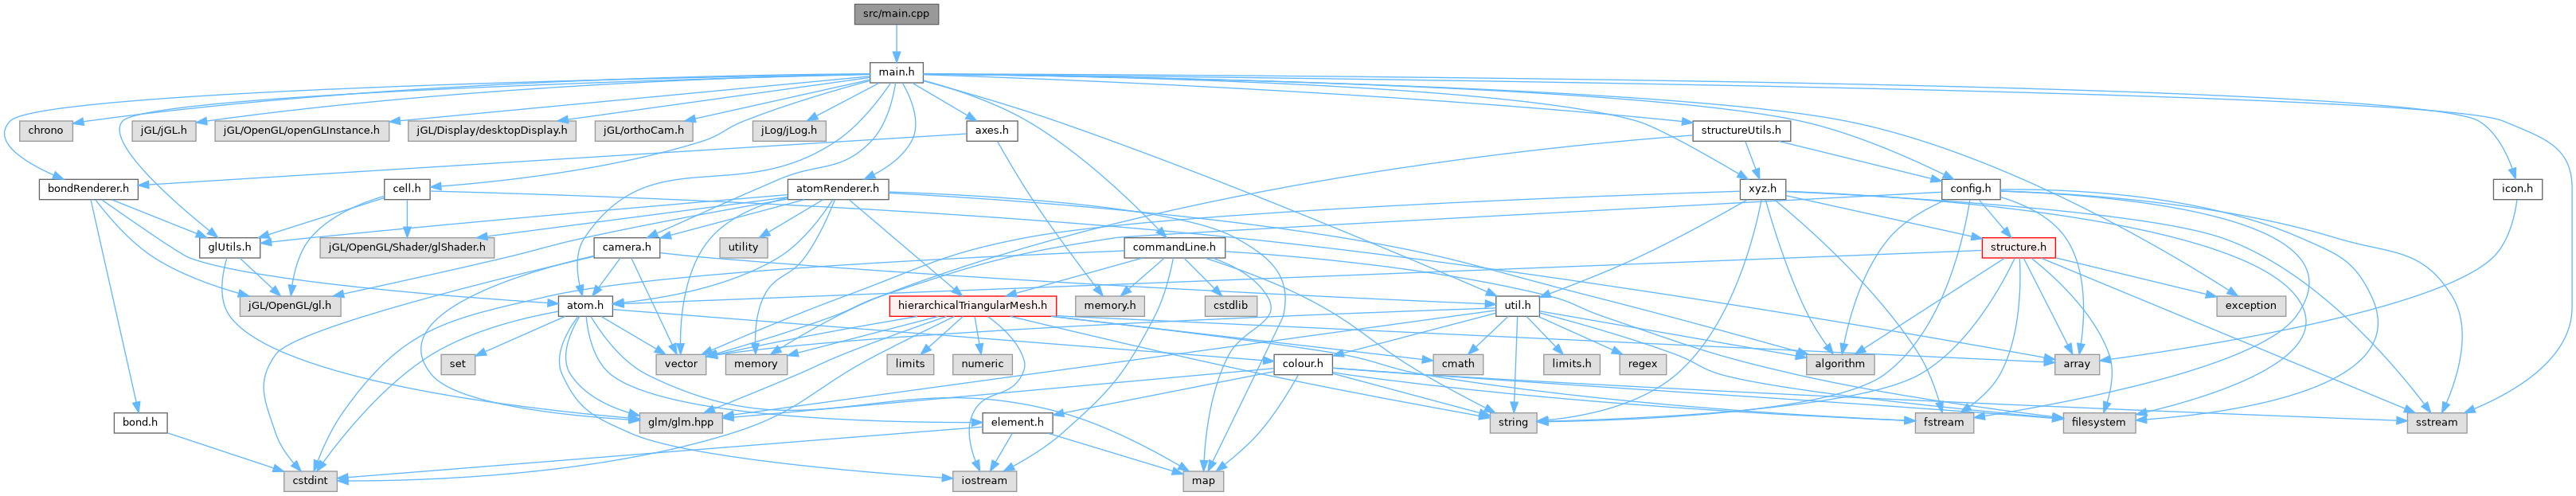 src/main.cpp
main.h
chrono
jGL/jGL.h
jGL/OpenGL/openGLInstance.h
jGL/Display/desktopDisplay.h
jGL/orthoCam.h
jLog/jLog.h
axes.h
structureUtils.h
bondRenderer.h
cell.h
atomRenderer.h
xyz.h
config.h
icon.h
glUtils.h
jGL/OpenGL/Shader/glShader.h
camera.h
utility
commandLine.h
structure.h
jGL/OpenGL/gl.h
atom.h
hierarchicalTriangularMesh.h
memory.h
cstdlib
util.h
exception
set
vector
memory
limits
numeric
colour.h
cmath
limits.h
regex
algorithm
array
bond.h
glm/glm.hpp
element.h
string
fstream
filesystem
sstream
cstdint
iostream
map